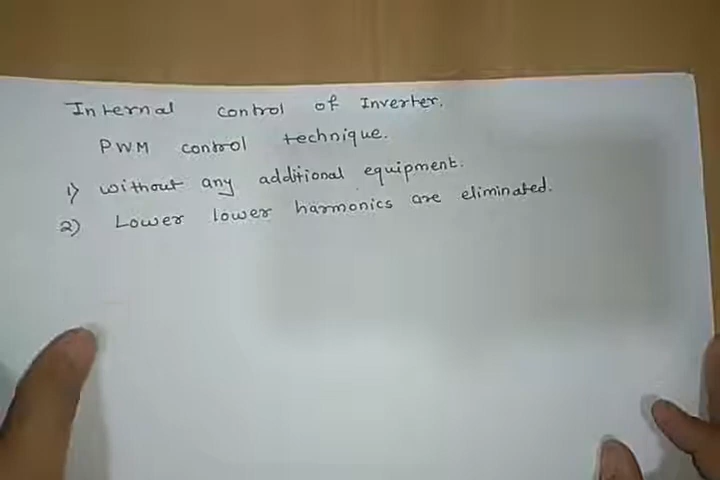 Internal control of Inverter.
PWM control technique.
1) without any additional equipment.
2) Lower lower harmonics are eliminated.